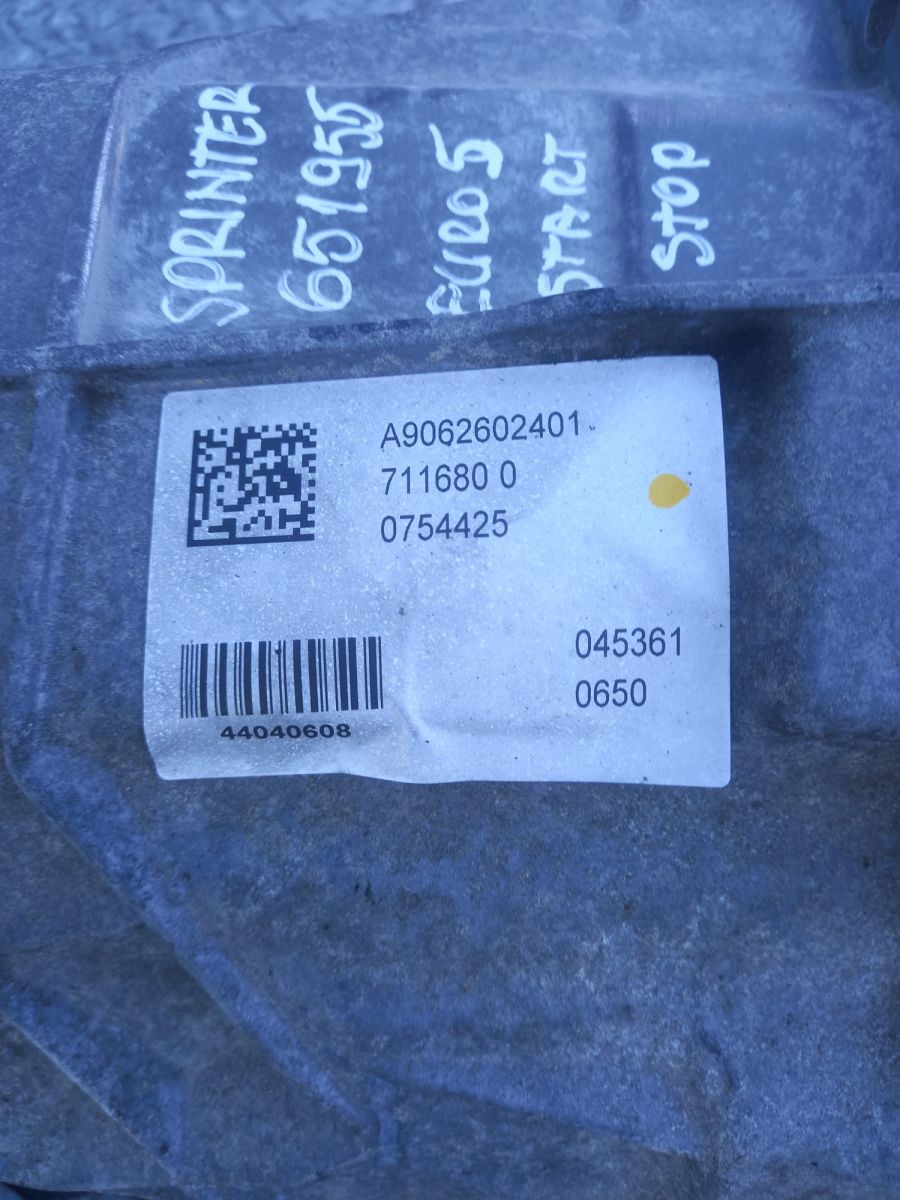 SPRINTER
651955
EURO 5
START
STOP
A9062602401
711680 0
0754425
045361
0650
44040608